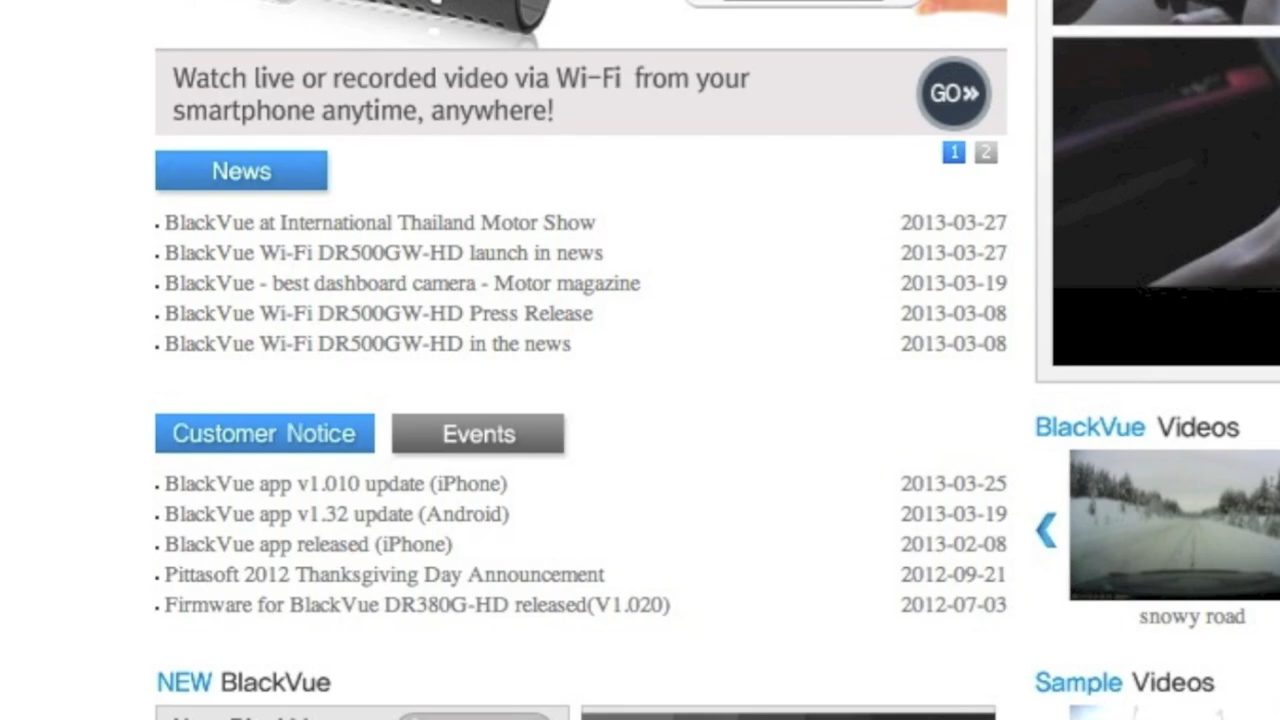 Watch live or recorded video via Wi-Fi from your
smartphone anytime, anywhere!
GO»
1 2
News
BlackVue at International Thailand Motor Show 2013-03-27
BlackVue Wi-Fi DR500GW-HD launch in news 2013-03-27
BlackVue - best dashboard camera - Motor magazine 2013-03-19
BlackVue Wi-Fi DR500GW-HD Press Release 2013-03-08
BlackVue Wi-Fi DR500GW-HD in the news 2013-03-08
Customer Notice Events
BlackVue app v1.010 update (iPhone) 2013-03-25
BlackVue app v1.32 update (Android) 2013-03-19
BlackVue app released (iPhone) 2013-02-08
Pittasoft 2012 Thanksgiving Day Announcement 2012-09-21
Firmware for BlackVue DR380G-HD released(V1.020) 2012-07-03
NEW BlackVue
BlackVue Videos
snowy road
Sample Videos